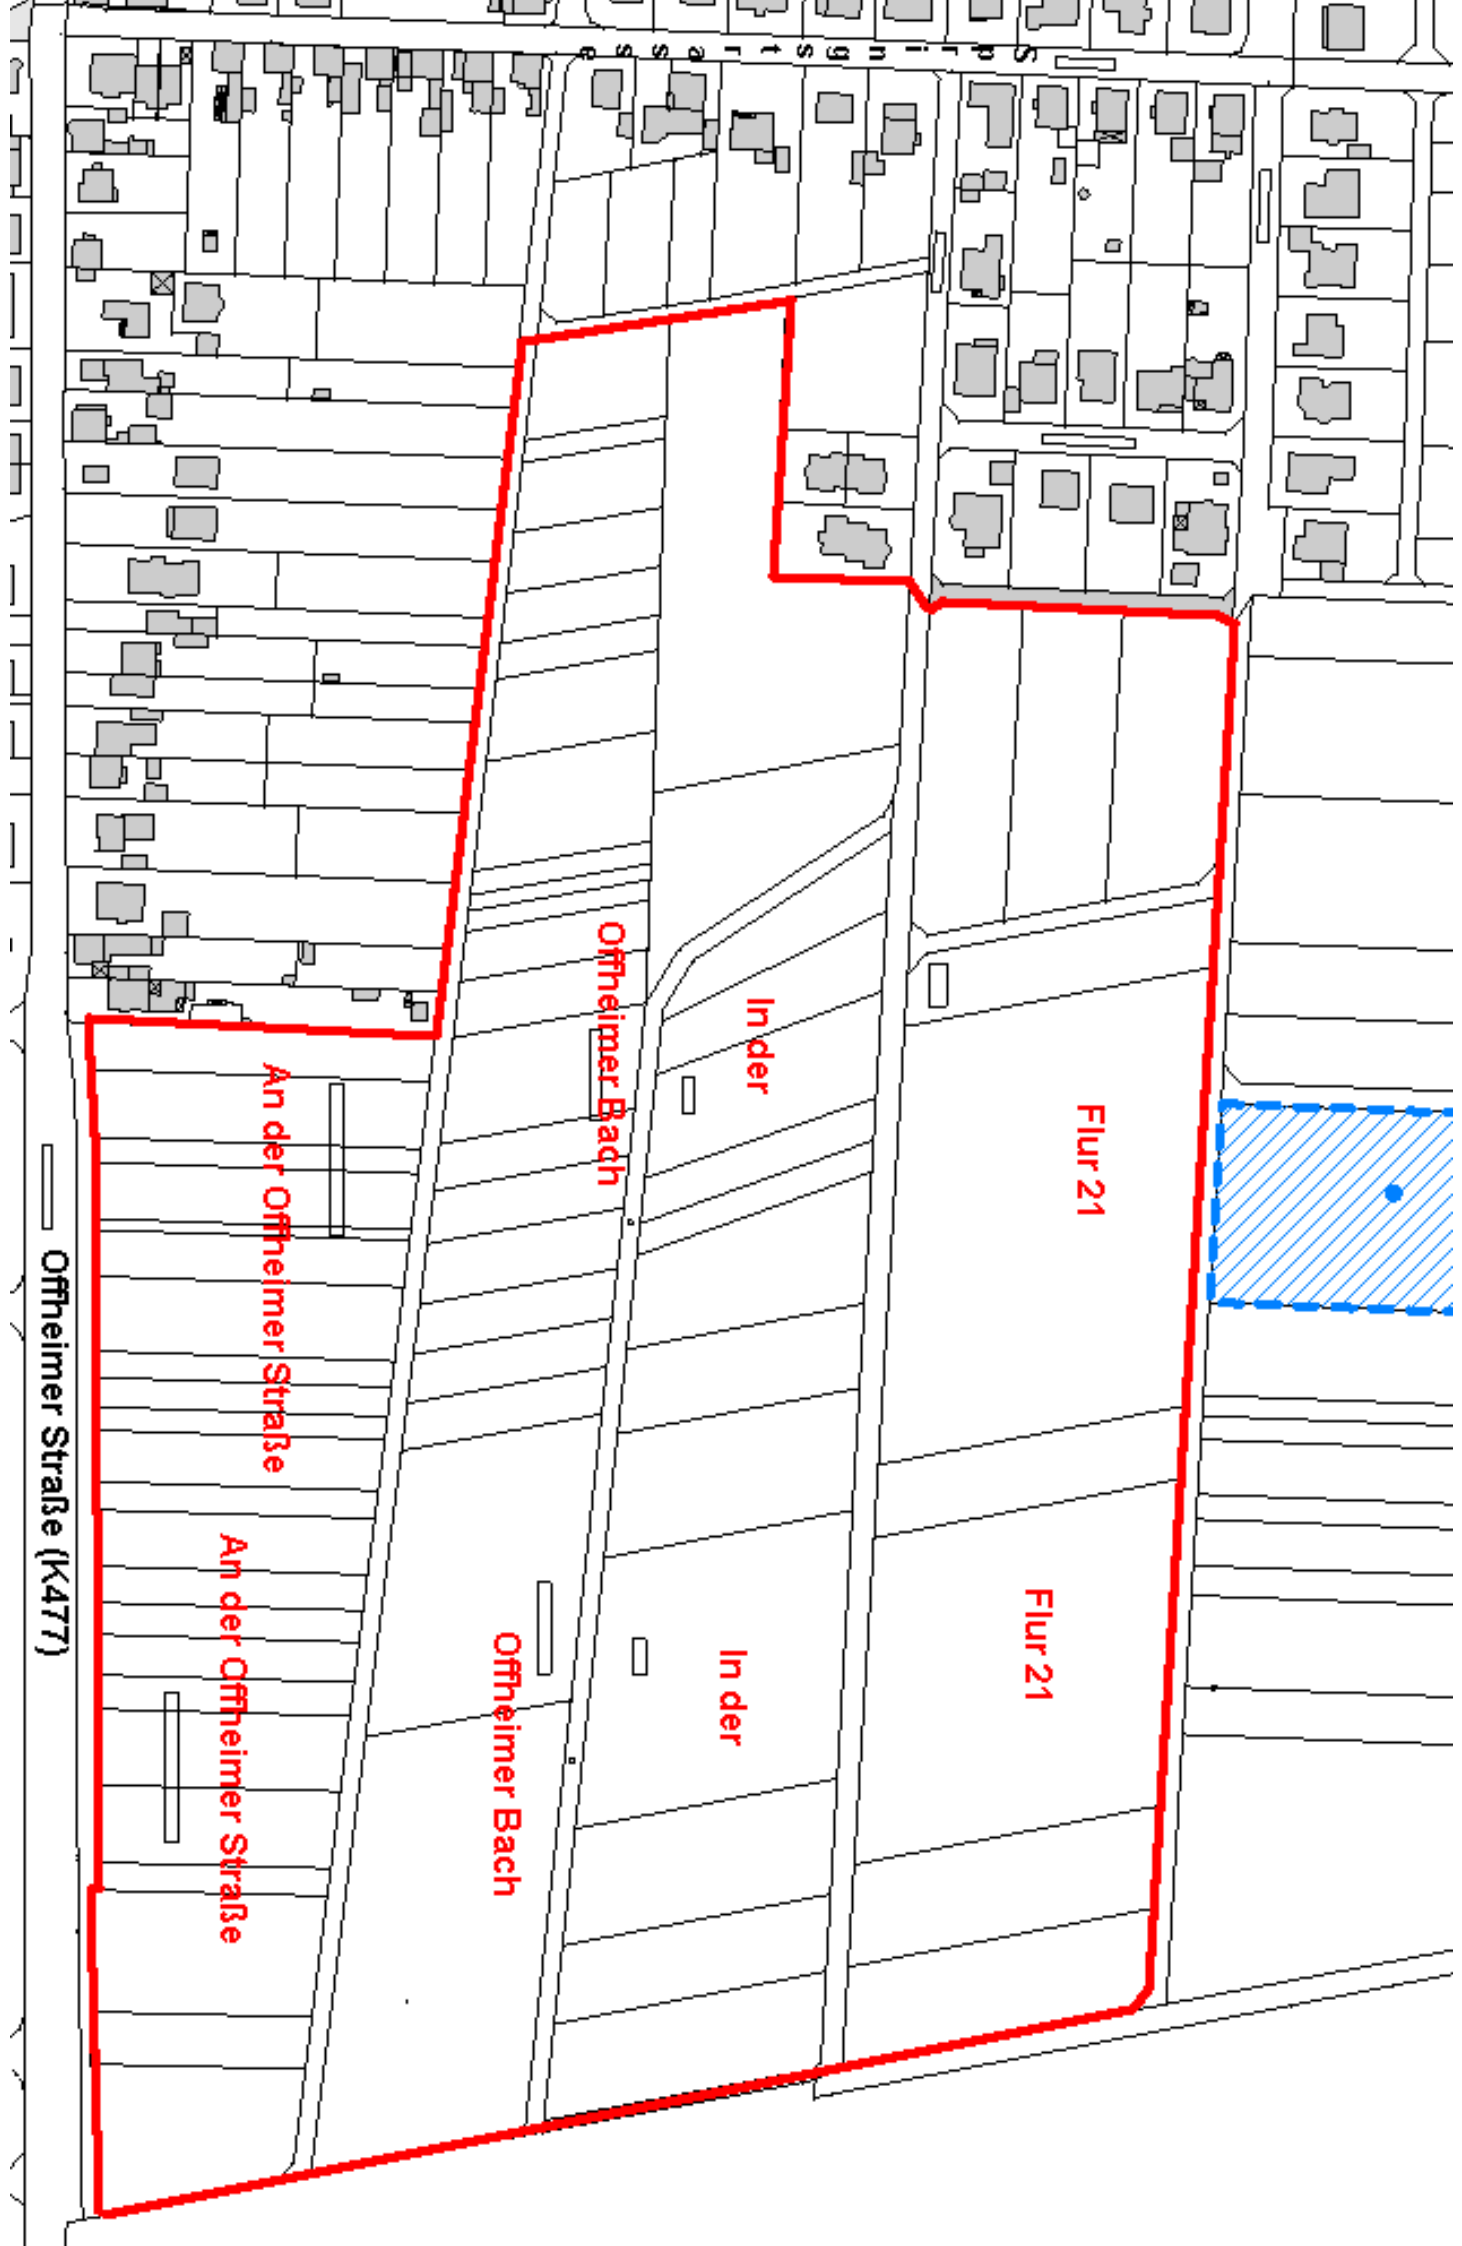 Springstrasse
Offheimer Bach
In der
Flur 21
An der Offheimer Straße
Offheimer Straße (K477)
Flur 21
In der
Offheimer Bach
An der Offheimer Straße